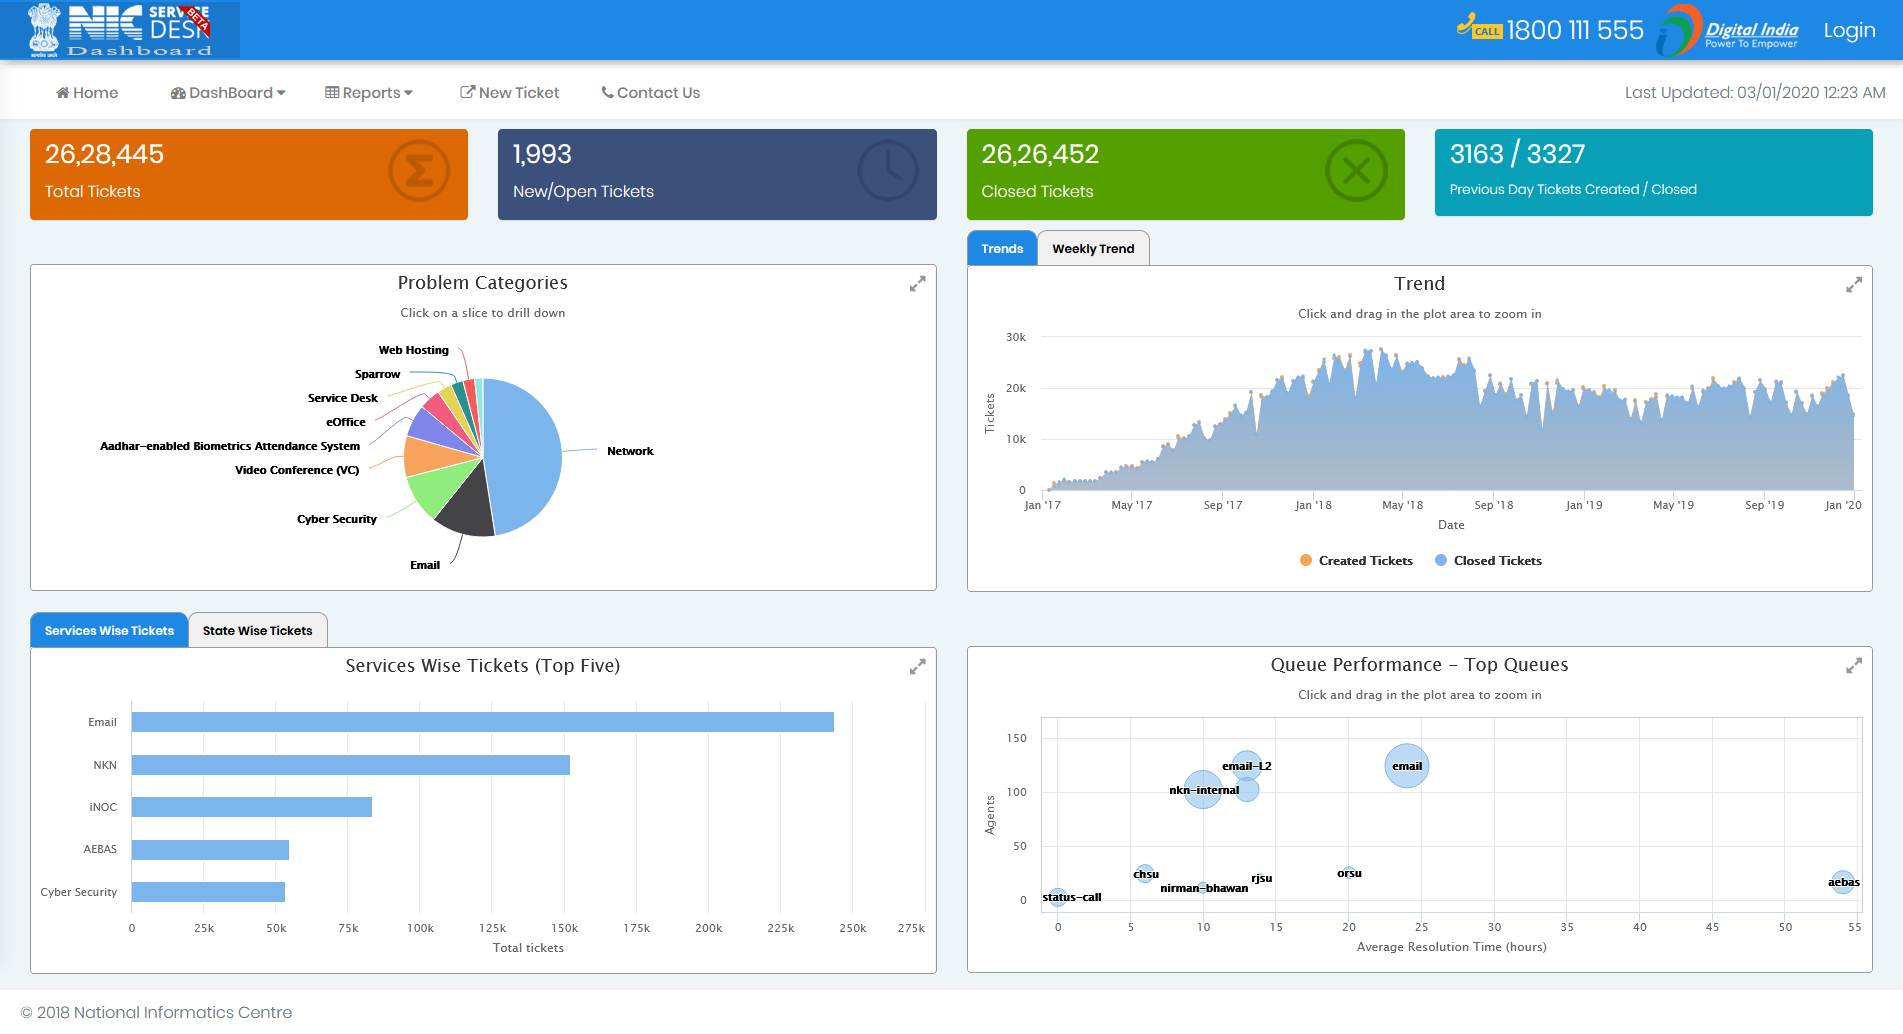 NIC SERVICE DESK
BETA
Dashboard
CALL 1800 111 555
Digital India
Power To Empower
Login
Home
DashBoard
Reports
New Ticket
Contact Us
Last Updated: 03/01/2020 12:23 AM
26,28,445
Total Tickets
1,993
New/Open Tickets
26,26,452
Closed Tickets
3163 / 3327
Previous Day Tickets Created / Closed
Problem Categories
Click on a slice to drill down
Web Hosting
Sparrow
Service Desk
eOffice
Aadhar-enabled Biometrics Attendance System
Video Conference (VC)
Cyber Security
Email
Network
Trends
Weekly Trend
Trend
Click and drag in the plot area to zoom in
30k
20k
10k
0
Tickets
Jan '17
May '17
Sep '17
Jan '18
May '18
Sep '18
Jan '19
May '19
Sep '19
Jan '20
Date
Created Tickets
Closed Tickets
Services Wise Tickets
State Wise Tickets
Services Wise Tickets (Top Five)
Email
NKN
iNOC
AEBAS
Cyber Security
0
25k
50k
75k
100k
125k
150k
175k
200k
225k
250k
275k
Total tickets
Queue Performance - Top Queues
Click and drag in the plot area to zoom in
150
100
50
0
Agents
email-L2
email
nkn-internal
chsu
nirman-bhawan
rjsu
orsu
aebas
status-call
0
5
10
15
20
25
30
35
40
45
50
55
Average Resolution Time (hours)
© 2018 National Informatics Centre